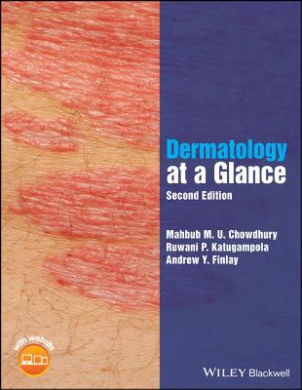 Dermatology
at a Glance
Second Edition
Mahbub M. U. Chowdhury
Ruwani P. Katugampola
Andrew Y. Finlay
with website
WILEY Blackwell